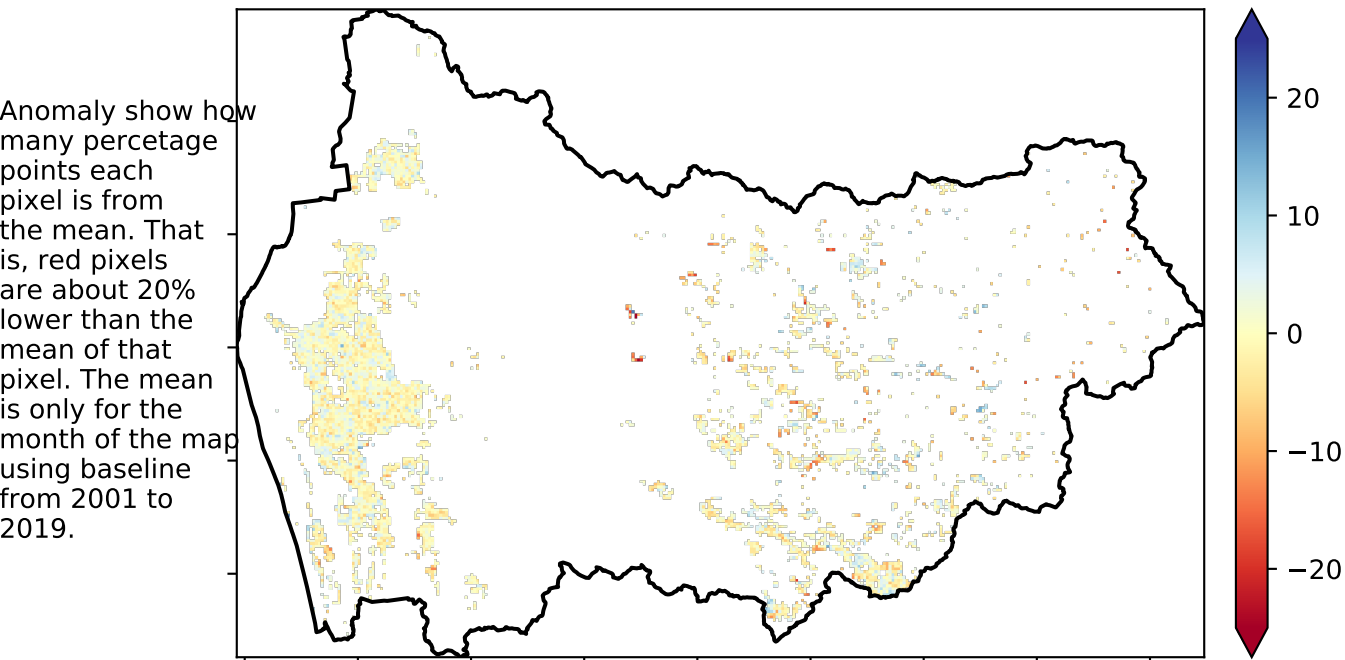 Anomaly show how
many percetage
points each
pixel is from
the mean. That
is, red pixels
are about 20%
lower than the
mean of that
pixel. The mean
is only for the
month of the map
using baseline
from 2001 to
2019.
20
10
0
−10
−20